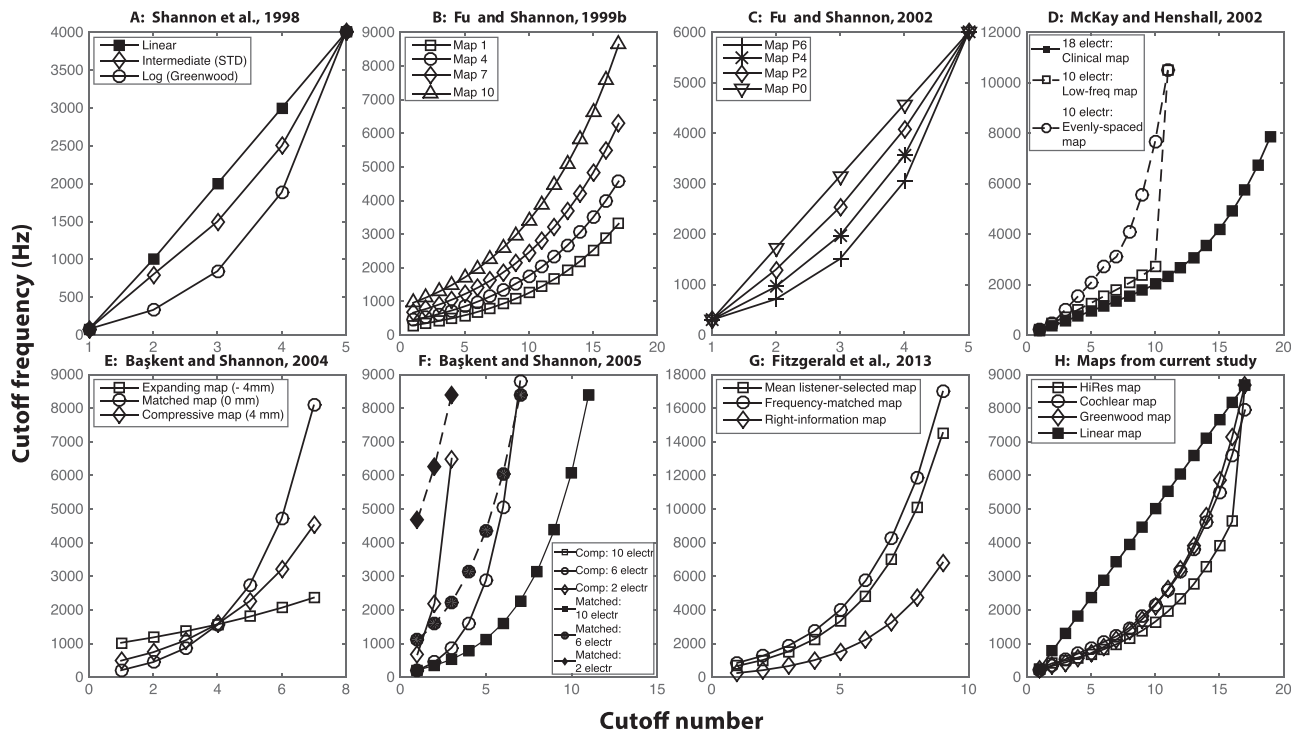 A: Shannon et al., 1998
4000
3500
3000
2500
2000
1500
1000
500
0
1
2
3
4
5
Linear
Intermediate (STD)
Log (Greenwood)
B: Fu and Shannon, 1999b
9000
8000
7000
6000
5000
4000
3000
2000
1000
0
0
5
10
15
20
Map 1
Map 4
Map 7
Map 10
C: Fu and Shannon, 2002
6000
5000
4000
3000
2000
1000
0
1
2
3
4
5
Map P6
Map P4
Map P2
Map P0
D: McKay and Henshall, 2002
12000
10000
8000
6000
4000
2000
0
0
5
10
15
20
18 electr:
Clinical map
10 electr:
Low-freq map
10 electr:
Evenly-spaced
map
E: Başkent and Shannon, 2004
9000
8000
7000
6000
5000
4000
3000
2000
1000
0
0
2
4
6
8
Expanding map (- 4mm)
Matched map (0 mm)
Compressive map (4 mm)
F: Başkent and Shannon, 2005
9000
8000
7000
6000
5000
4000
3000
2000
1000
0
0
5
10
15
Comp: 10 electr
Comp: 6 electr
Comp: 2 electr
Matched:
10 electr
Matched:
6 electr
Matched:
2 electr
G: Fitzgerald et al., 2013
18000
16000
14000
12000
10000
8000
6000
4000
2000
0
0
5
10
Mean listener-selected map
Frequency-matched map
Right-information map
H: Maps from current study
9000
8000
7000
6000
5000
4000
3000
2000
1000
0
0
5
10
15
20
HiRes map
Cochlear map
Greenwood map
Linear map
Cutoff frequency (Hz)
Cutoff number